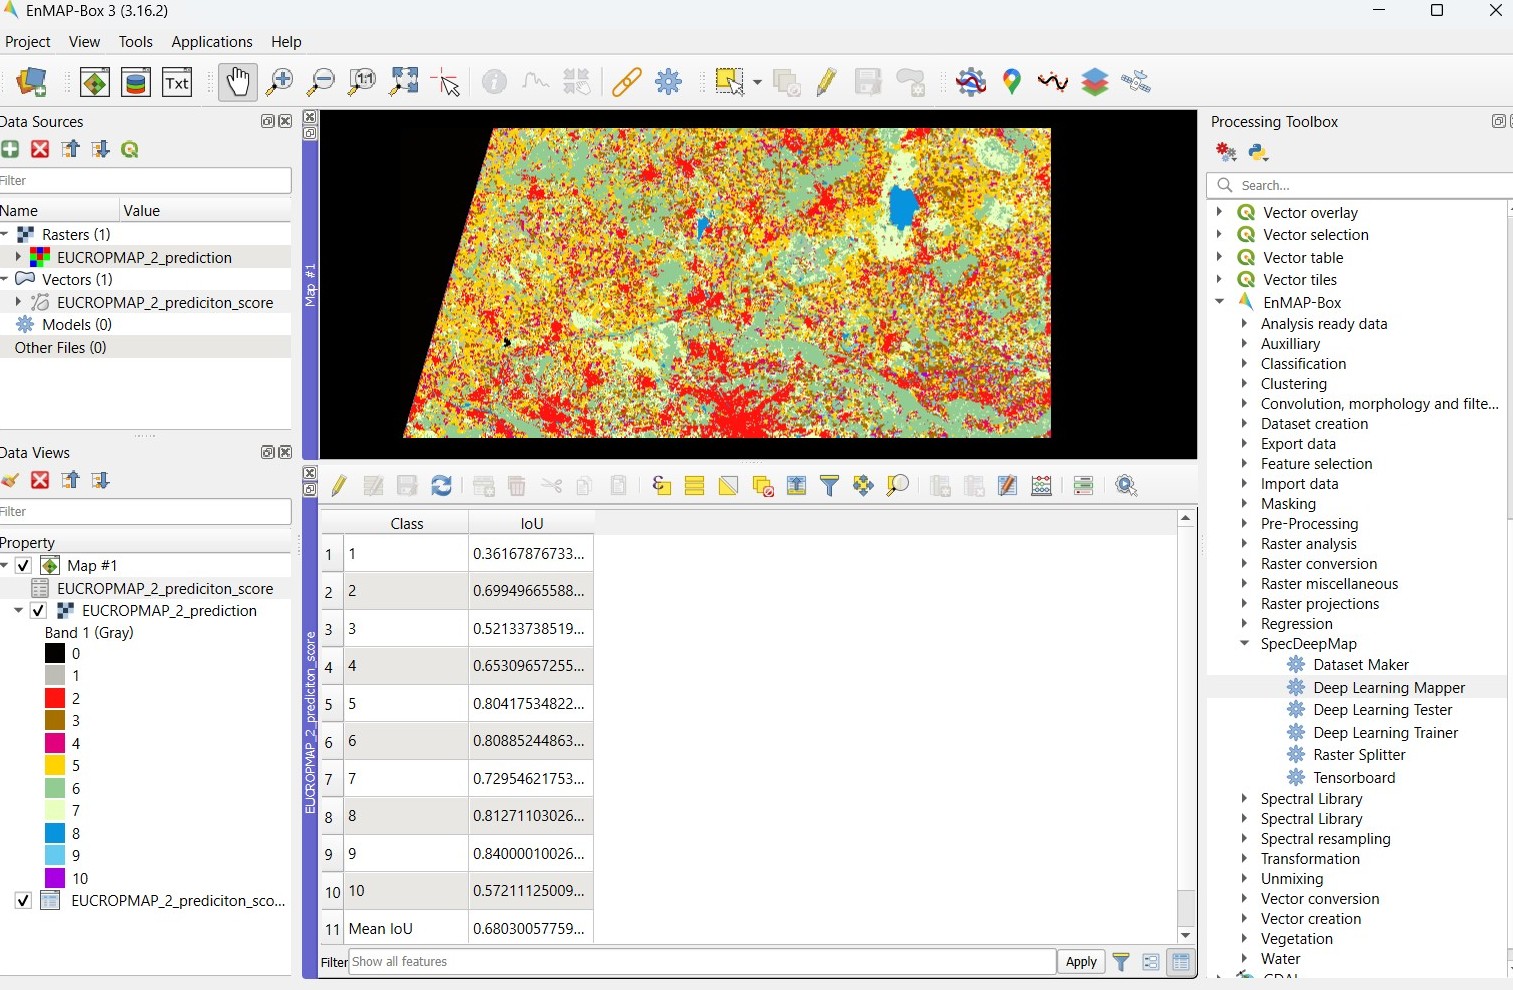 EnMAP-Box 3 (3.16.2)
Project View Tools Applications Help
Txt
1:1
Data Sources
Filter
Name Value
Rasters (1)
EUCROPMAP_2_prediction
Vectors (1)
EUCROPMAP_2_prediciton_score
Models (0)
Other Files (0)
Data Views
Filter
Property
Map #1
EUCROPMAP_2_prediciton_score
EUCROPMAP_2_prediction
Band 1 (Gray)
0
1
2
3
4
5
6
7
8
9
10
EUCROPMAP_2_prediciton_sco...
Map #1
EUCROPMAP_2_prediciton_score
Class IoU
1 1 0.36167876733...
2 2 0.69949665588...
3 3 0.52133738519...
4 4 0.65309657255...
5 5 0.80417534822...
6 6 0.80885244863...
7 7 0.72954621753...
8 8 0.81271103026...
9 9 0.84000010026...
10 10 0.57211125009...
11 Mean IoU 0.68030057759...
Filter Show all features Apply
Processing Toolbox
Search...
Vector overlay
Vector selection
Vector table
Vector tiles
EnMAP-Box
Analysis ready data
Auxilliary
Classification
Clustering
Convolution, morphology and filte...
Dataset creation
Export data
Feature selection
Import data
Masking
Pre-Processing
Raster analysis
Raster conversion
Raster miscellaneous
Raster projections
Regression
SpecDeepMap
Dataset Maker
Deep Learning Mapper
Deep Learning Tester
Deep Learning Trainer
Raster Splitter
Tensorboard
Spectral Library
Spectral Library
Spectral resampling
Transformation
Unmixing
Vector conversion
Vector creation
Vegetation
Water